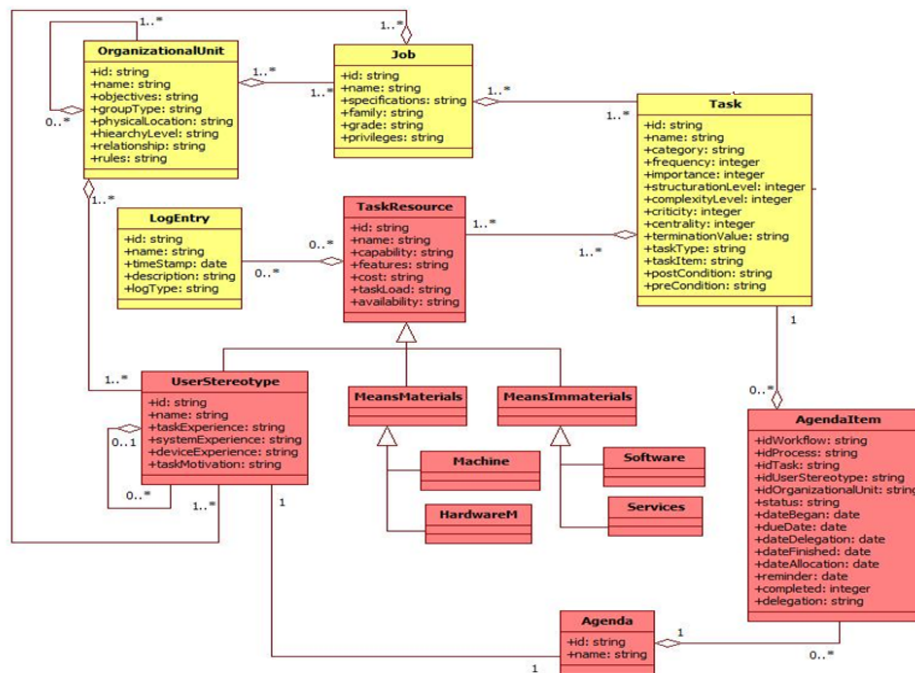 1..*
1..*
OrganizationalUnit
+id: string
+name: string
+objectives: string
+groupType: string
+physicalLocation: string
+hiearchyLevel: string
+relationship: string
+rules: string
0..*
1..*
1..*
Job
+id: string
+name: string
+specifications: string
+family: string
+grade: string
+privileges: string
1..*
1..*
Task
+id: string
+name: string
+category: string
+frequency: integer
+importance: integer
+structurationLevel: integer
+complexityLevel: integer
+criticity: integer
+centrality: integer
+terminationValue: string
+taskType: string
+taskItem: string
+postCondition: string
+preCondition: string
1..*
LogEntry
+id: string
+name: string
+timeStamp: date
+description: string
+logType: string
0..*
0..*
TaskResource
+id: string
+name: string
+capability: string
+features: string
+cost: string
+taskLoad: string
+availability: string
1..*
1..*
1
0..*
1..*
UserStereotype
+id: string
+name: string
+taskExperience: string
+systemExperience: string
+deviceExperience: string
+taskMotivation: string
0..1
0..*
1..*
1
MeansMaterials
Machine
HardwareM
MeansImmaterials
Software
Services
AgendaItem
+idWorkflow: string
+idProcess: string
+idTask: string
+idUserStereotype: string
+idOrganizationalUnit: string
+status: string
+dateBegan: date
+dueDate: date
+dateDelegation: date
+dateFinished: date
+dateAllocation: date
+reminder: date
+completed: integer
+delegation: string
Agenda
+id: string
+name: string
1
1
0..*